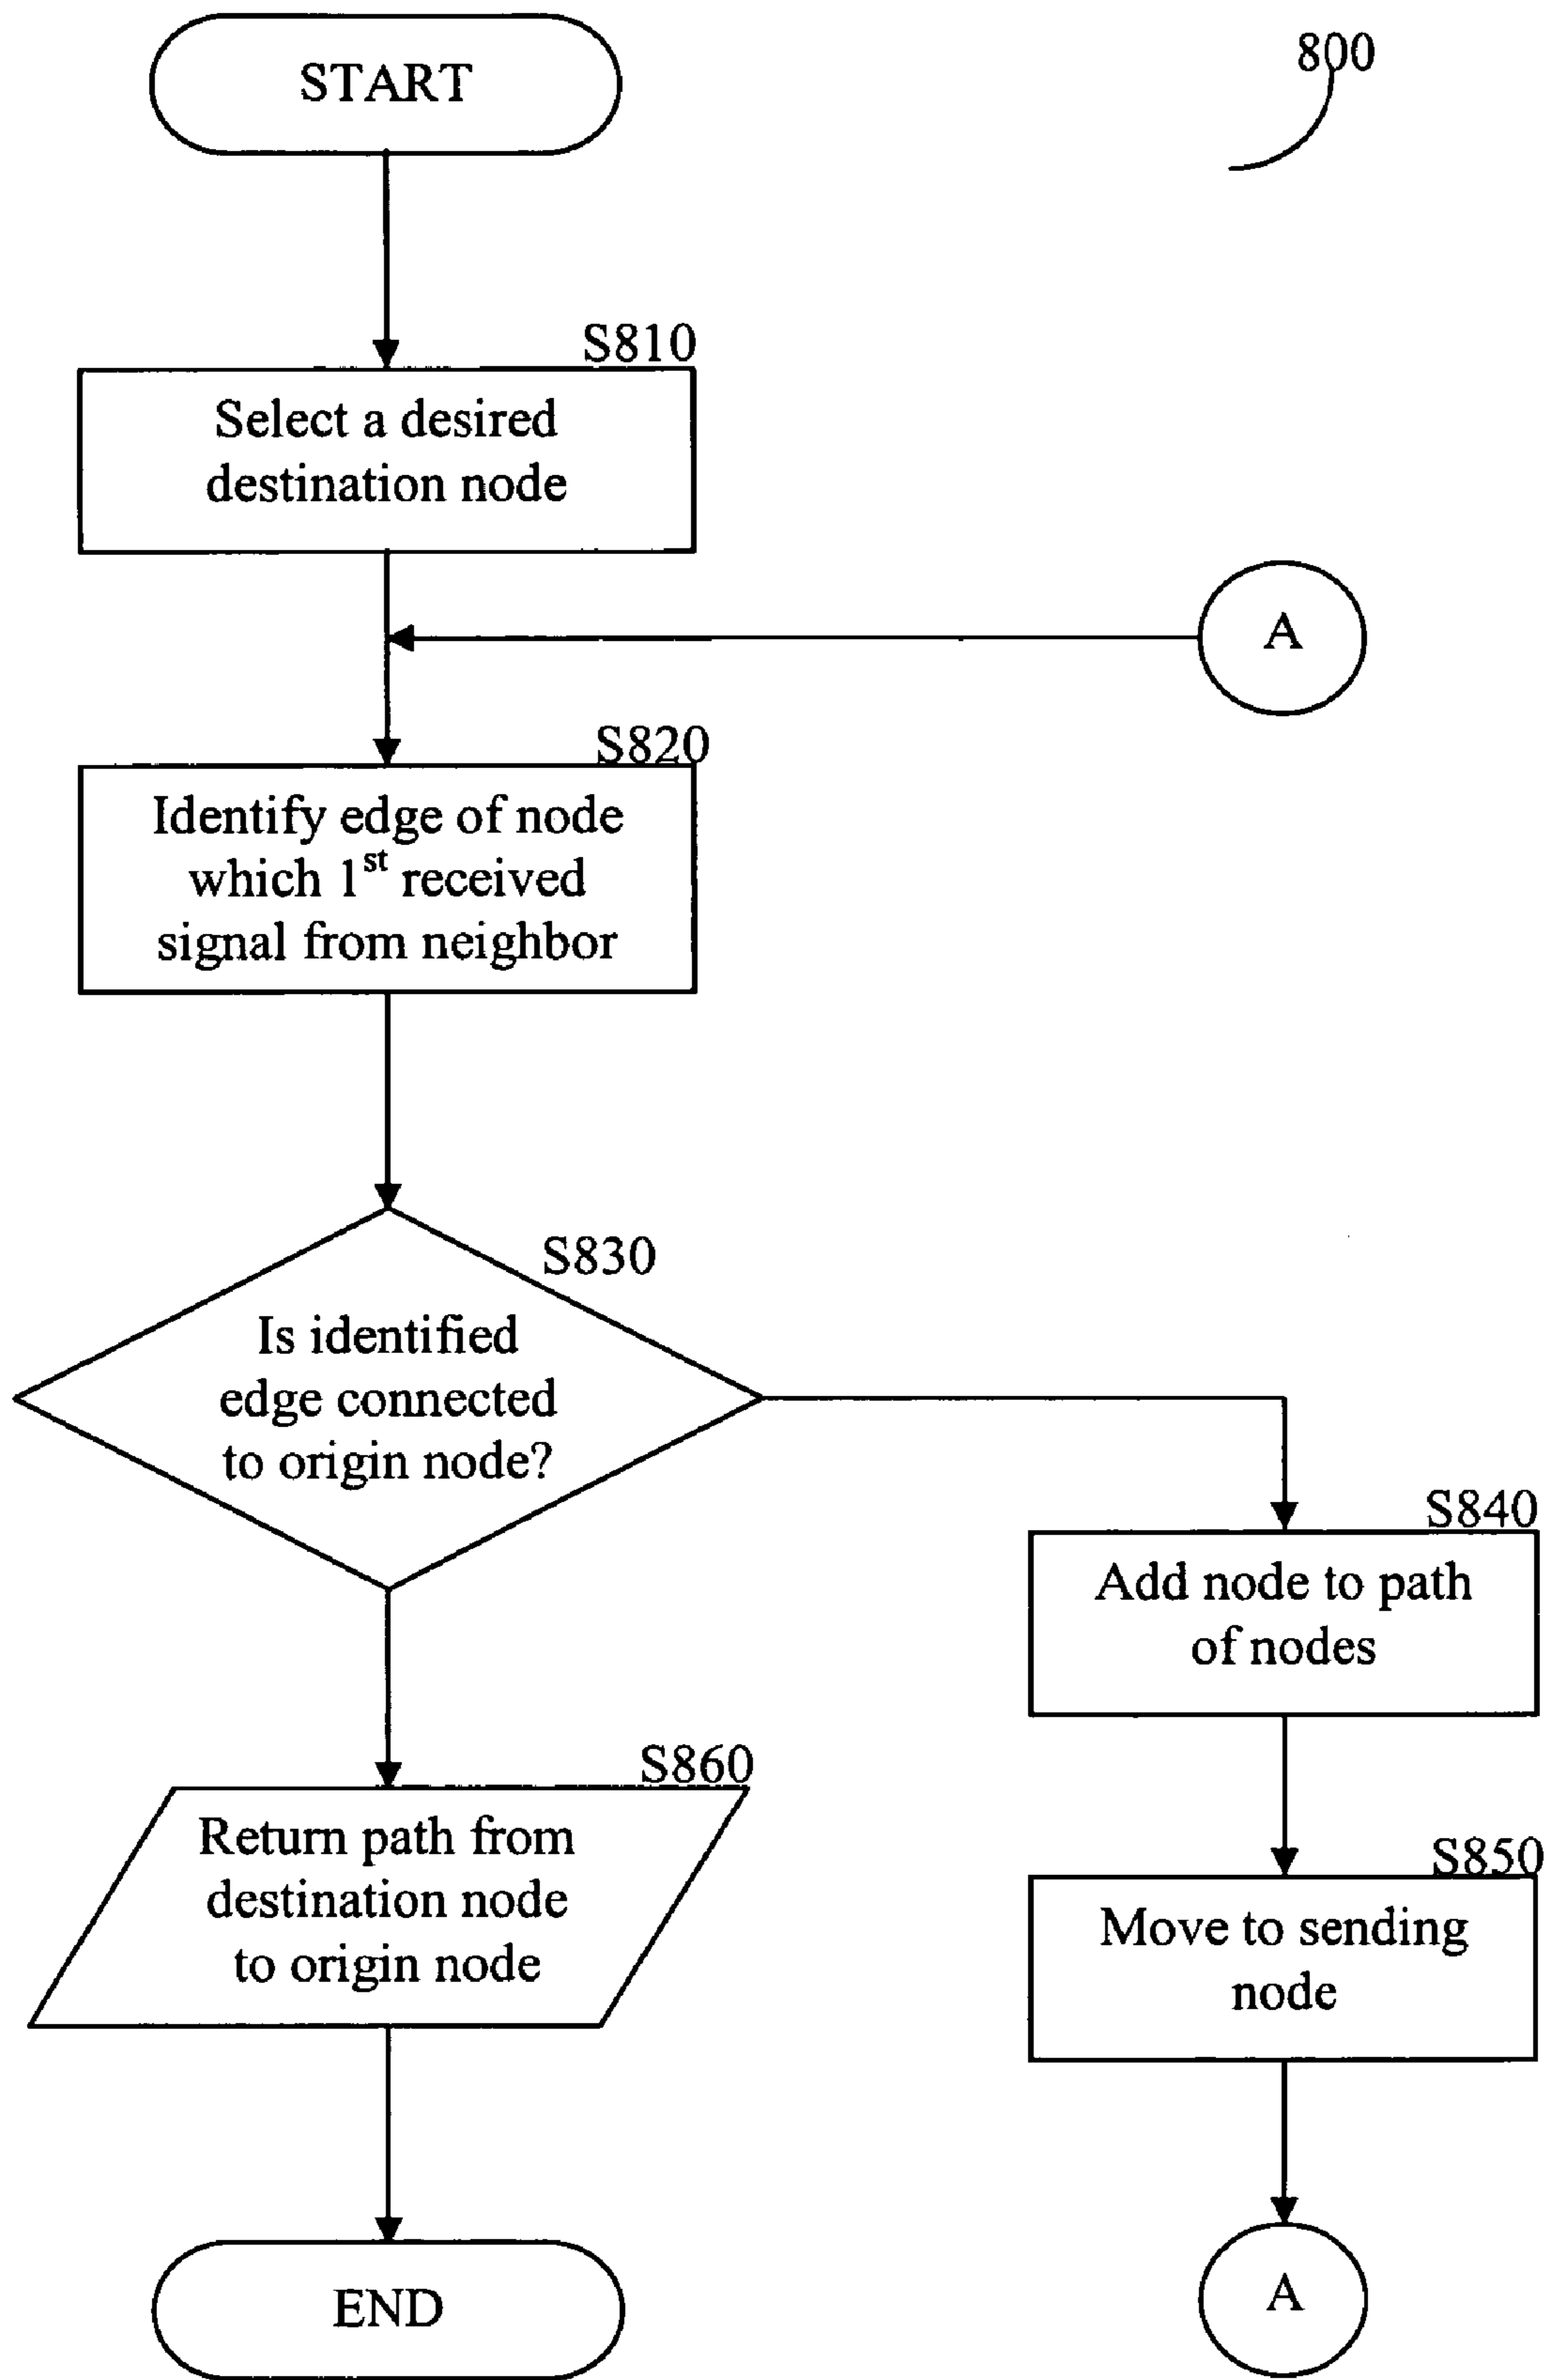 START
800
S810
Select a desired
destination node
A
S820
Identify edge of node
which 1st received
signal from neighbor
S830
Is identified
edge connected
to origin node?
S840
Add node to path
of nodes
S860
Return path from
destination node
to origin node
S850
Move to sending
node
END
A